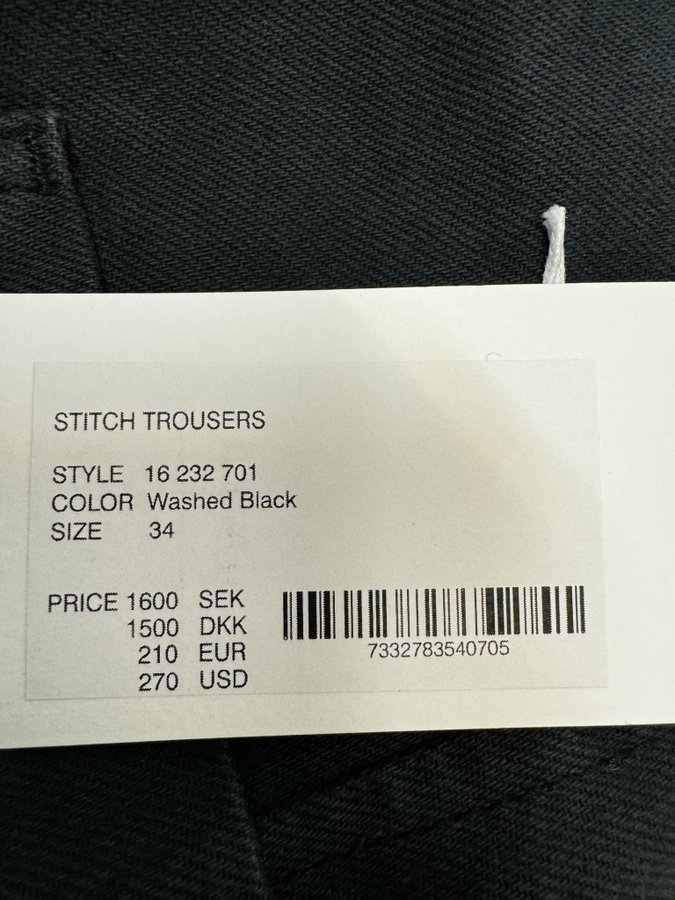 STITCH TROUSERS
STYLE 16 232 701
COLOR Washed Black
SIZE 34
PRICE 1600 SEK
1500 DKK
210 EUR
270 USD
7332783540705